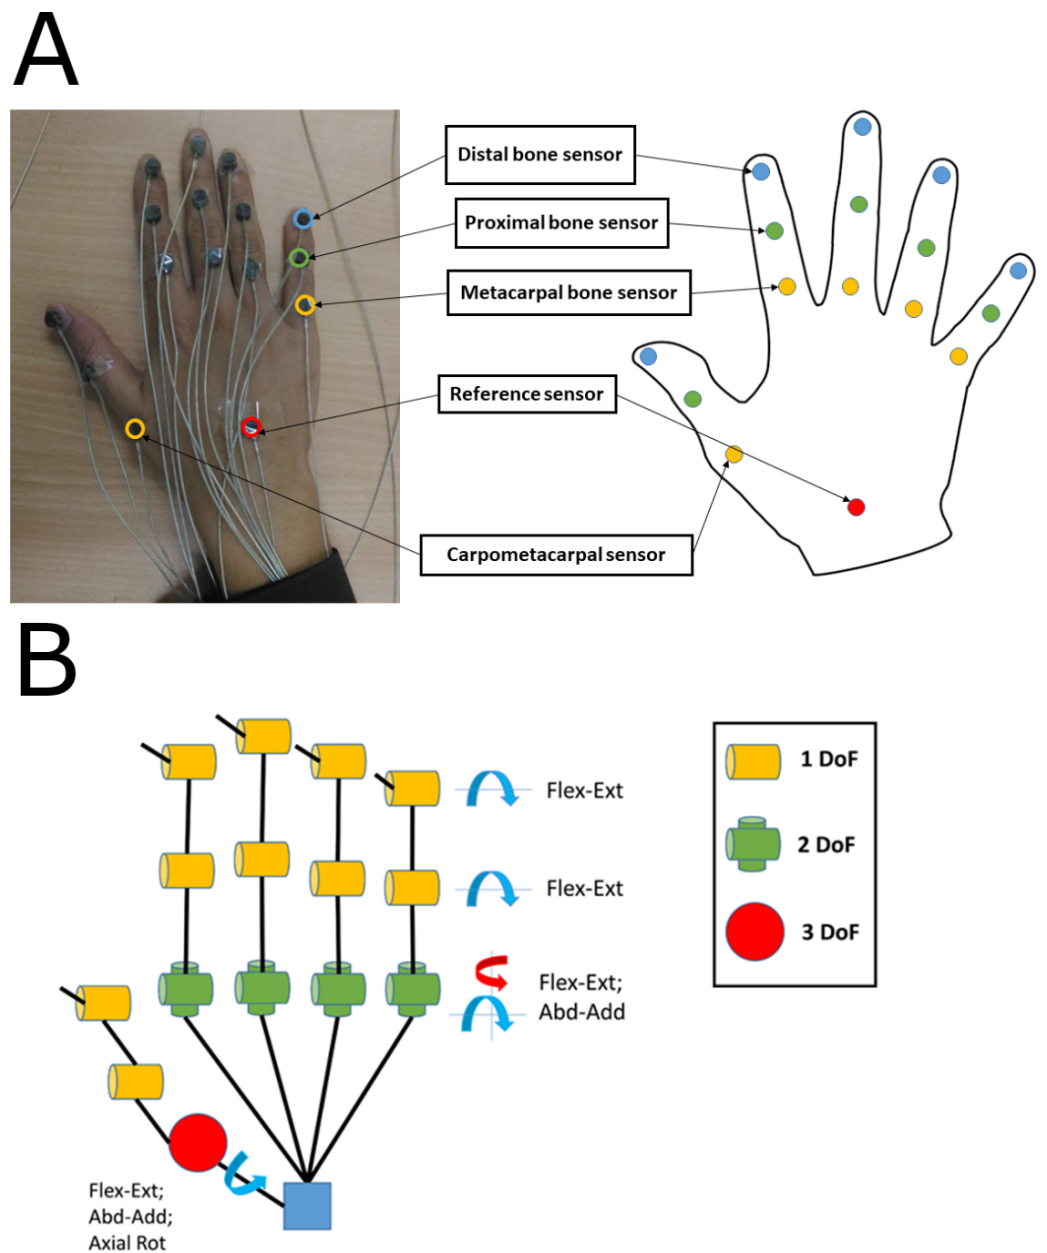 A
Distal bone sensor
Proximal bone sensor
Metacarpal bone sensor
Reference sensor
Carpometacarpal sensor
B
Flex-Ext
Flex-Ext
Flex-Ext;
Abd-Add
Flex-Ext;
Abd-Add;
Axial Rot
1 DoF
2 DoF
3 DoF